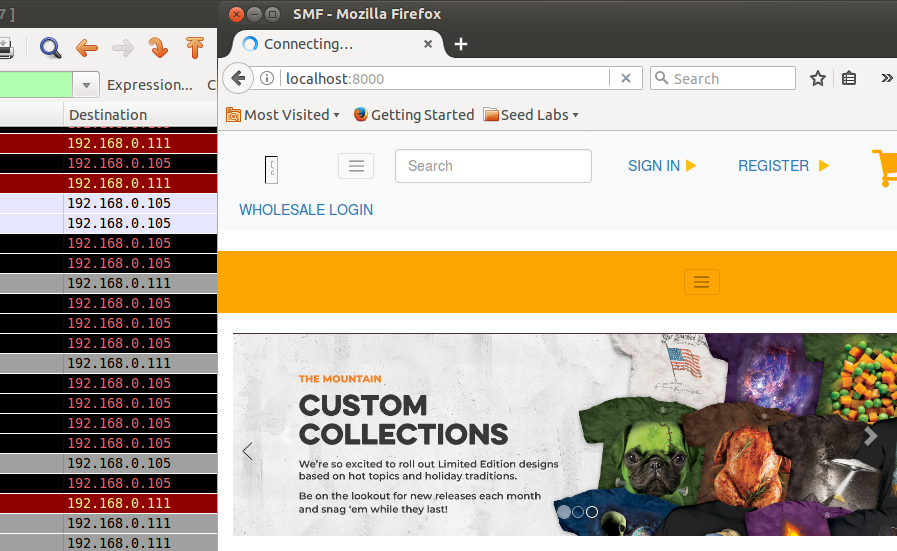 7 ]
SMF - Mozilla Firefox
Connecting…
localhost:8000
Search
Expression...
Most Visited
Getting Started
Seed Labs
Destination
192.168.0.111
192.168.0.105
192.168.0.111
192.168.0.105
192.168.0.105
192.168.0.105
192.168.0.105
192.168.0.111
192.168.0.105
192.168.0.105
192.168.0.105
192.168.0.111
192.168.0.105
192.168.0.105
192.168.0.105
192.168.0.105
192.168.0.105
192.168.0.105
192.168.0.111
192.168.0.111
192.168.0.111
Search
SIGN IN
REGISTER
WHOLESALE LOGIN
THE MOUNTAIN
CUSTOM
COLLECTIONS
We're so excited to roll out Limited Edition designs
based on hot topics and holiday traditions.
Be on the lookout for new releases each month
and snag 'em while they last!